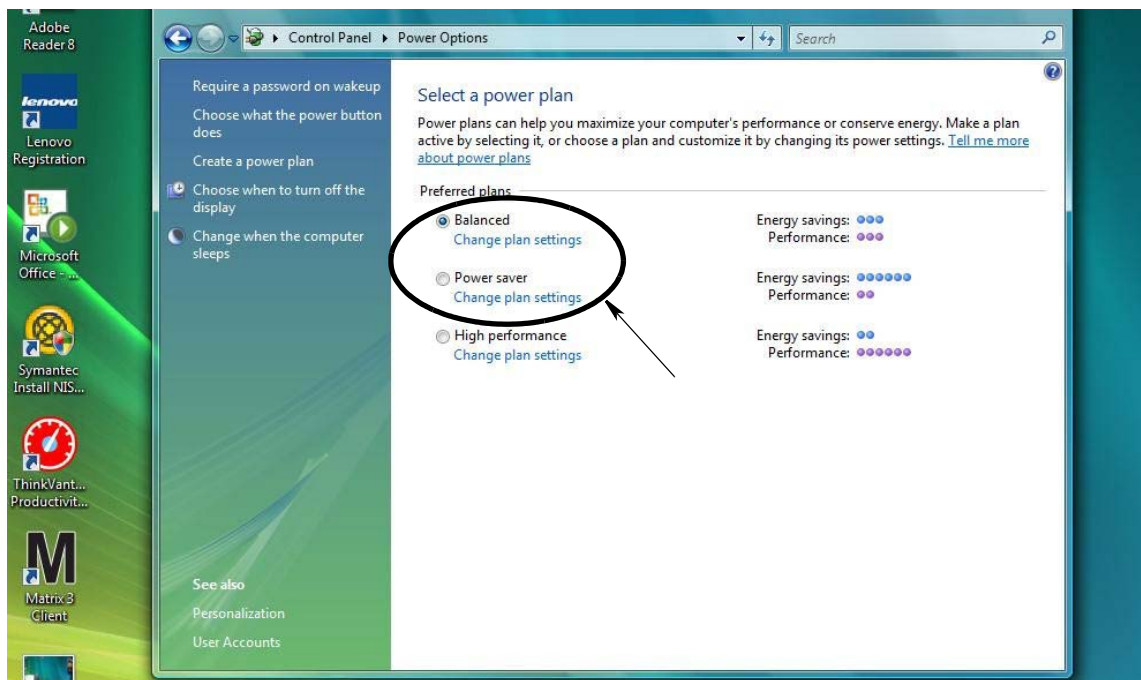 Adobe
Reader 8
lenovo
Lenovo
Registration
Microsoft
Office - ...
Symantec
Install NIS...
ThinkVant...
Productivit...
M
Matrix 3
Client
Control Panel
Power Options
Search
Require a password on wakeup
Choose what the power button
does
Create a power plan
Choose when to turn off the
display
Change when the computer
sleeps
See also
Personalization
User Accounts
Select a power plan
Power plans can help you maximize your computer's performance or conserve energy. Make a plan
active by selecting it, or choose a plan and customize it by changing its power settings. Tell me more
about power plans
Preferred plans
Balanced
Energy savings:
Change plan settings
Performance:
Power saver
Energy savings:
Change plan settings
Performance:
High performance
Energy savings:
Change plan settings
Performance: